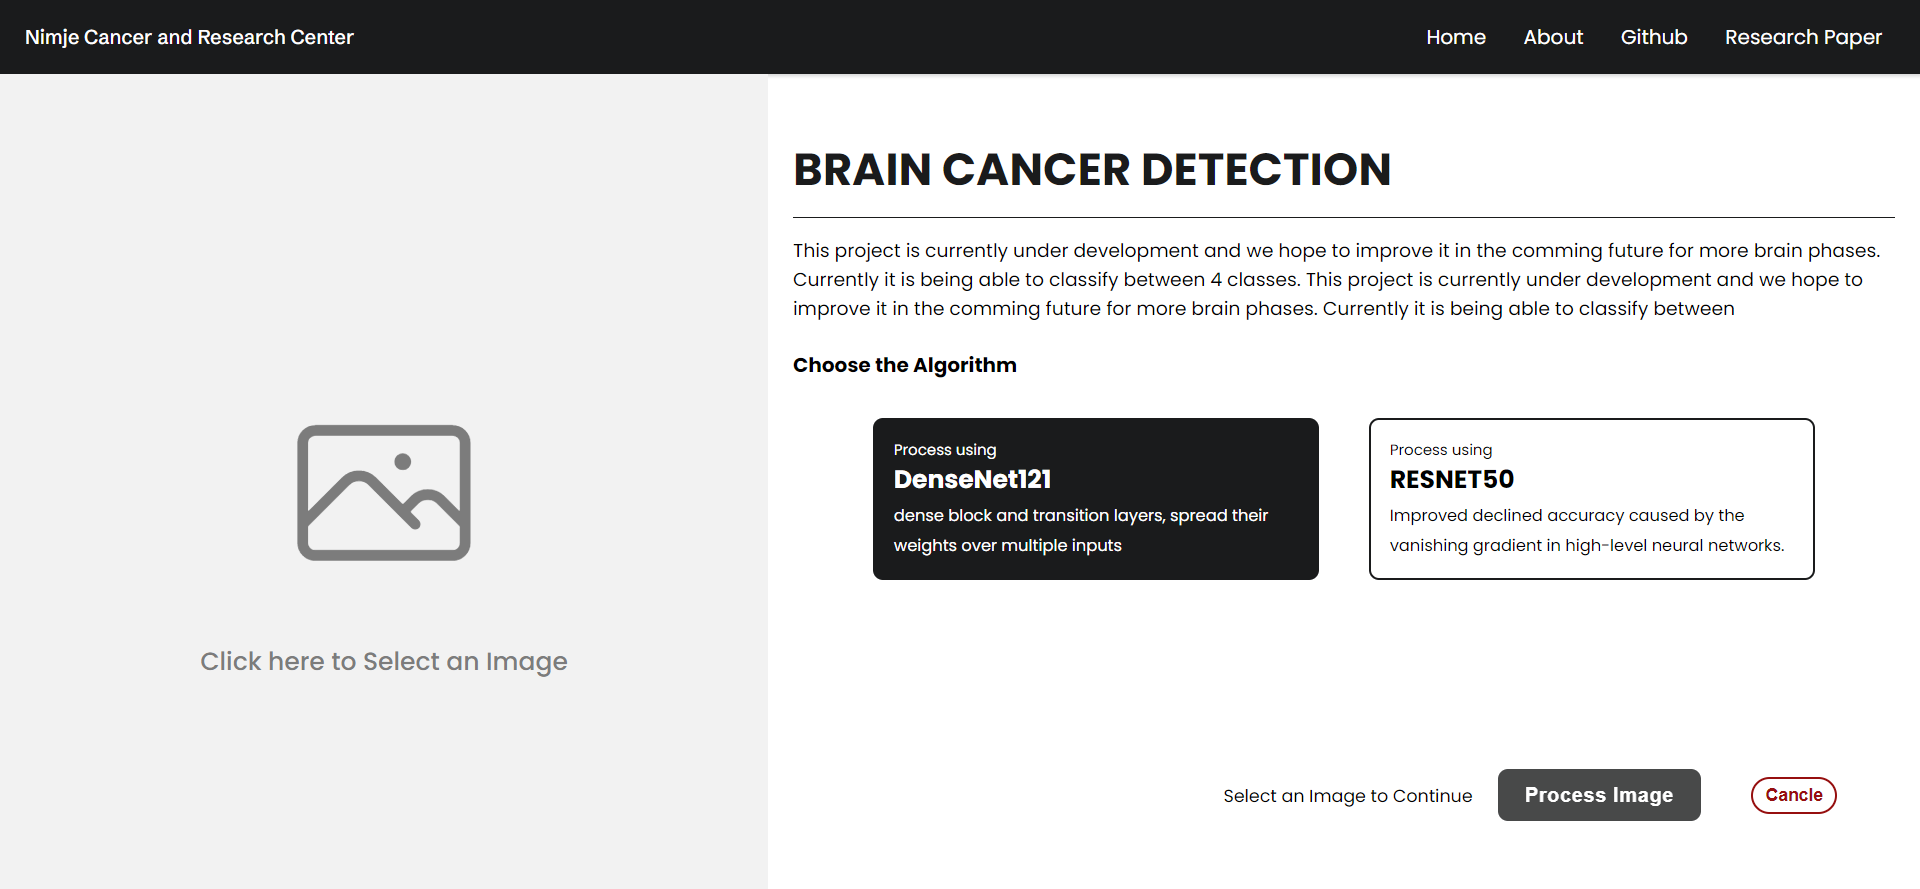 Nimje Cancer and Research Center
Home About Github Research Paper
Click here to Select an Image
BRAIN CANCER DETECTION
This project is currently under development and we hope to improve it in the comming future for more brain phases.
Currently it is being able to classify between 4 classes. This project is currently under development and we hope to
improve it in the comming future for more brain phases. Currently it is being able to classify between
Choose the Algorithm
Process using
DenseNet121
dense block and transition layers, spread their
weights over multiple inputs
Process using
RESNET50
Improved declined accuracy caused by the
vanishing gradient in high-level neural networks.
Select an Image to Continue
Process Image
Cancle